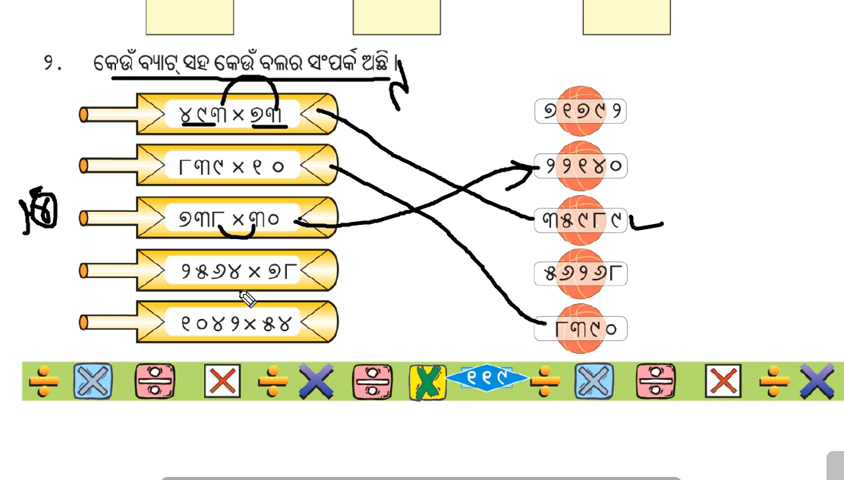 ୨. କେଉଁ ବ୍ୟାଟ୍ ସହ କେଉଁ ବଲର ସଂପର୍କ ଅଛି ।
୪୯୩ × ୭୩ ୭୧୭୯୨
୮୩୯ × ୧୦ ୨୨୧୪୦
୭୩୮ × ୩୦ ୩୫୯୮୯
୨୫୬୪ × ୭୮ ୫୬୨୬୮
୧୦୪୨ × ୫୪ ୮୩୯୦
୧୧୯